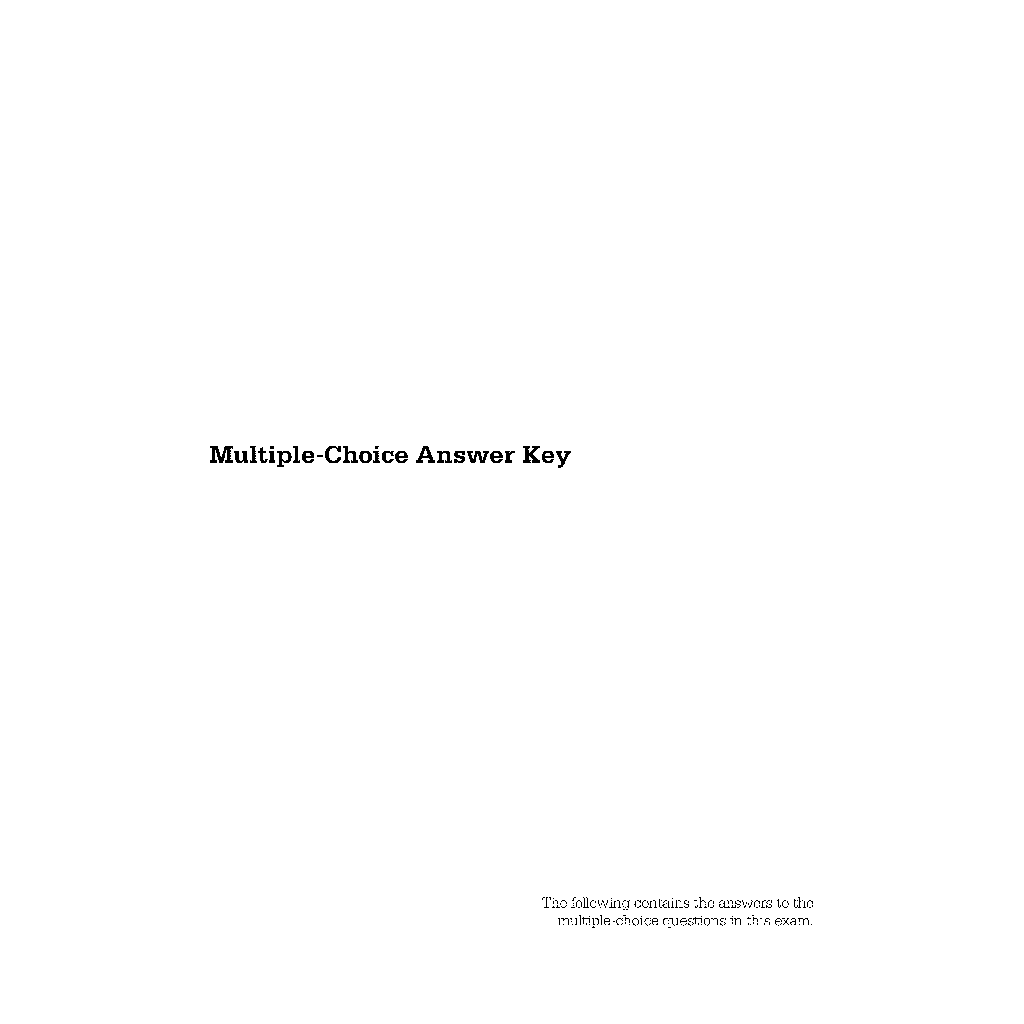 Multiple-Choice Answer Key
The following contains the answers to the
multiple-choice questions in this exam.